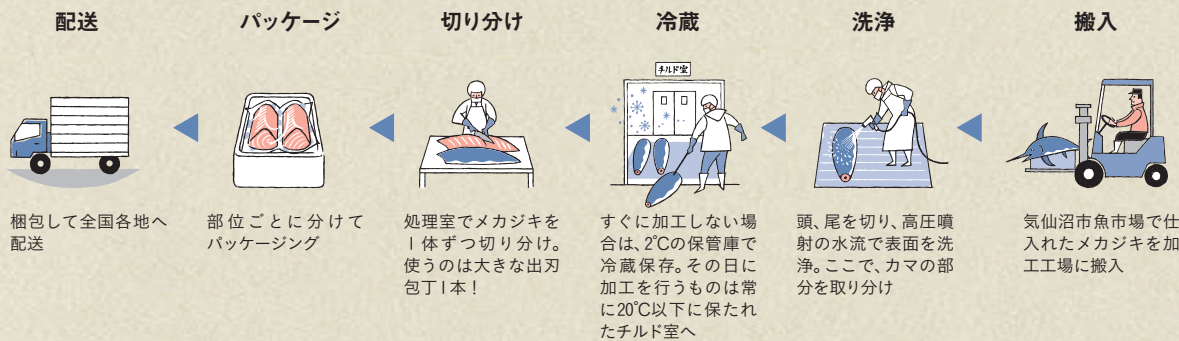 搬入
気仙沼市魚市場で仕
入れたメカジキを加
工工場に搬入
洗浄
頭、尾を切り、高圧噴
射の水流で表面を洗
浄。ここで、カマの部
分を取り分け
冷蔵
チルド室
すぐに加工しない場
合は、2℃の保管庫で
冷蔵保存。その日に
加工を行うものは常
に20℃以下に保たれ
たチルド室へ
切り分け
処理室でメカジキを
1体ずつ切り分け。
使うのは大きな出刃
包丁1本！
パッケージ
部位ごとに分けて
パッケージング
配送
梱包して全国各地へ
配送